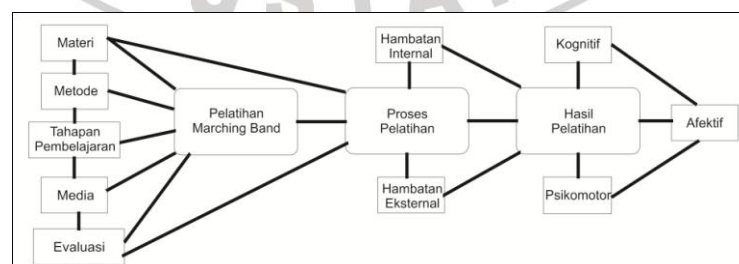 Materi
Metode
Tahapan
Pembelajaran
Media
Evaluasi
Pelatihan
Marching Band
Hambatan
Internal
Proses
Pelatihan
Hambatan
Eksternal
Kognitif
Hasil
Pelatihan
Psikomotor
Afektif